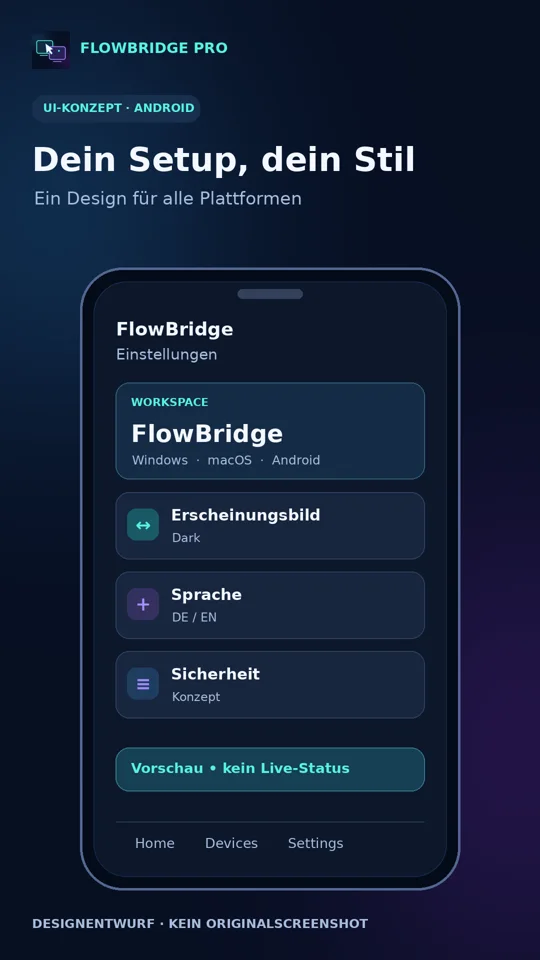 FLOWBRIDGE PRO
UI-KONZEPT · ANDROID
Dein Setup, dein Stil
Ein Design für alle Plattformen
FlowBridge
Einstellungen
WORKSPACE
FlowBridge
Windows · macOS · Android
Erscheinungsbild
Dark
Sprache
DE / EN
Sicherheit
Konzept
Vorschau • kein Live-Status
Home Devices Settings
DESIGNENTWURF · KEIN ORIGINALSCREENSHOT